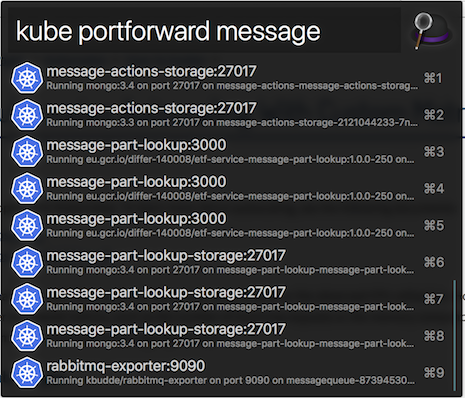 kube portforward message
message-actions-storage:27017
Running mongo:3.4 on port 27017 on message-actions-message-actions-storag...
⌘1
message-actions-storage:27017
Running mongo:3.3 on port 27017 on message-actions-storage-2121044233-7n...
⌘2
message-part-lookup:3000
Running eu.gcr.io/differ-140008/etf-service-message-part-lookup:1.0.0-250 on...
⌘3
message-part-lookup:3000
Running eu.gcr.io/differ-140008/etf-service-message-part-lookup:1.0.0-250 on...
⌘4
message-part-lookup:3000
Running eu.gcr.io/differ-140008/etf-service-message-part-lookup:1.0.0-250 on...
⌘5
message-part-lookup-storage:27017
Running mongo:3.4 on port 27017 on message-part-lookup-message-part-look...
⌘6
message-part-lookup-storage:27017
Running mongo:3.4 on port 27017 on message-part-lookup-message-part-look...
⌘7
message-part-lookup-storage:27017
Running mongo:3.4 on port 27017 on message-part-lookup-message-part-look...
⌘8
rabbitmq-exporter:9090
Running kbudde/rabbitmq-exporter on port 9090 on messagequeue-87394530...
⌘9